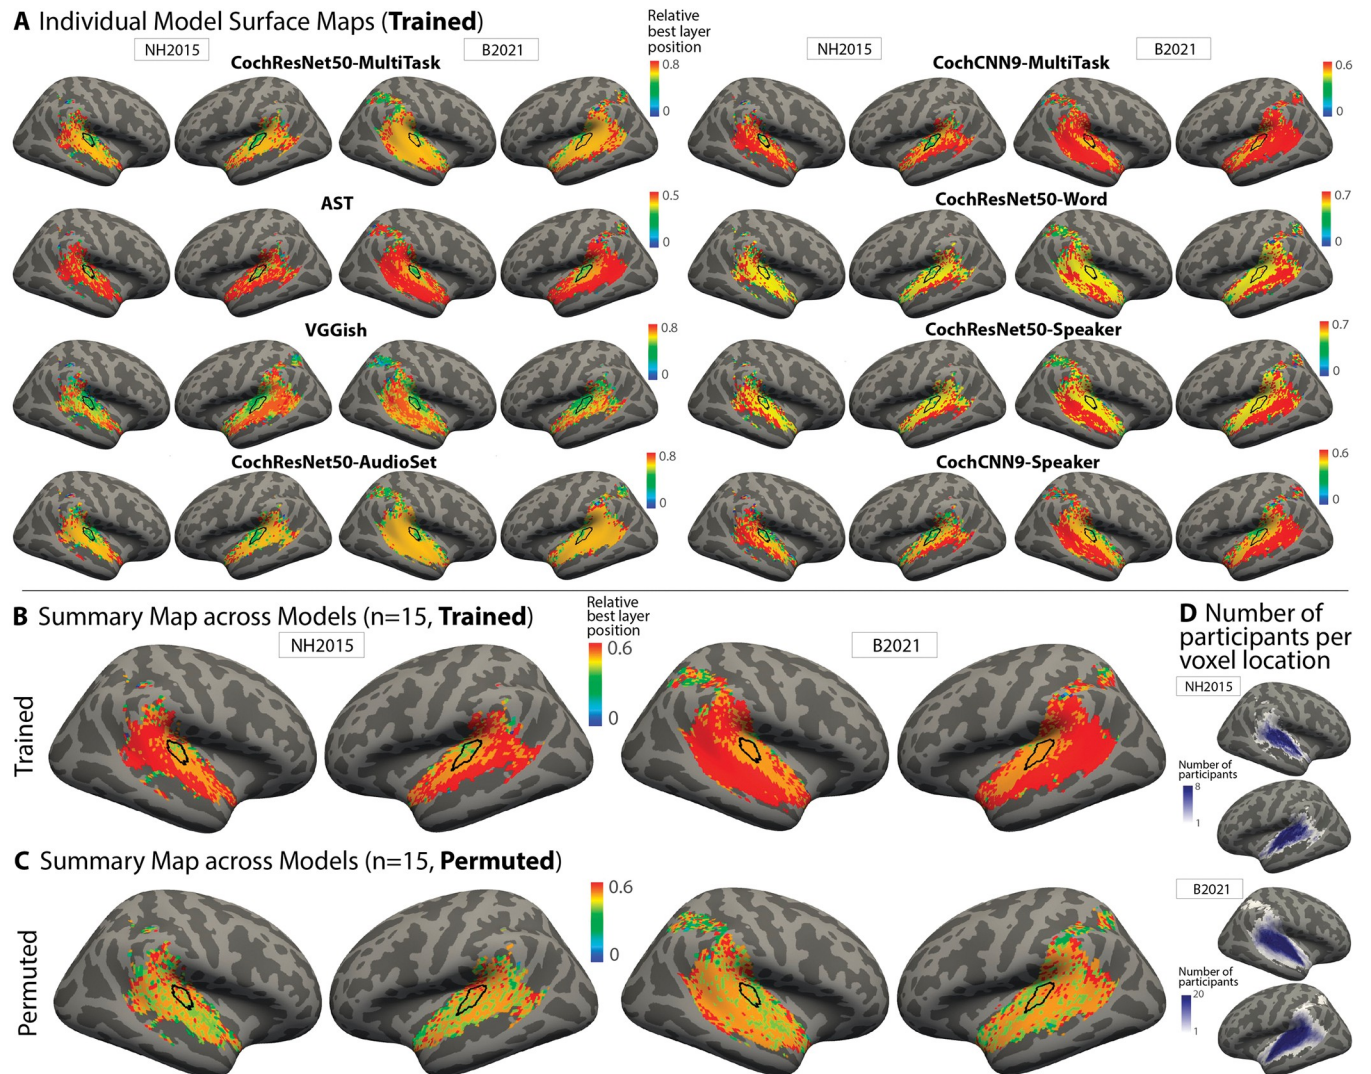 A Individual Model Surface Maps (Trained)
Relative
best layer
position
NH2015
B2021
NH2015
B2021
CochResNet50-MultiTask
0.8
0
CochCNN9-MultiTask
0.6
0
AST
0.5
0
CochResNet50-Word
0.7
0
VGGish
0.8
0
CochResNet50-Speaker
0.7
0
CochResNet50-AudioSet
0.8
0
CochCNN9-Speaker
0.6
0
B Summary Map across Models (n=15, Trained)
Relative
best layer
position
0.6
0
NH2015
B2021
Trained
C Summary Map across Models (n=15, Permuted)
0.6
0
Permuted
D Number of
participants per
voxel location
NH2015
Number of
participants
8
1
B2021
Number of
participants
20
1